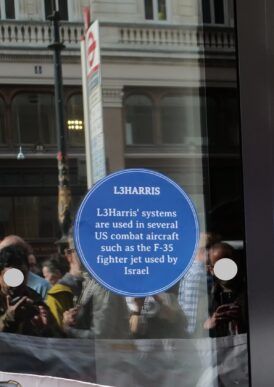 L3HARRIS
L3Harris' systems
are used in several
US combat aircraft
such as the F-35
fighter jet used by
Israel